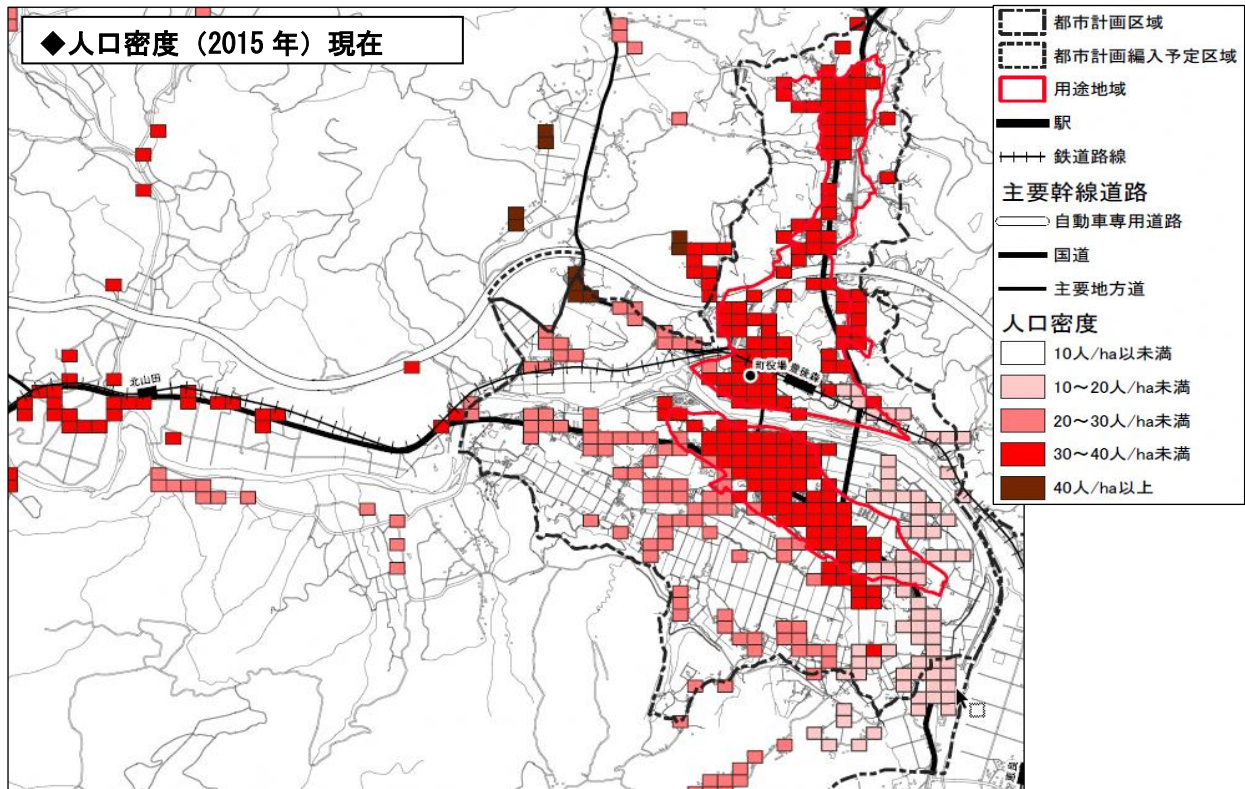 ◆人口密度（2015年）現在
都市計画区域
都市計画編入予定区域
用途地域
駅
鉄道路線
主要幹線道路
自動車専用道路
国道
主要地方道
人口密度
10人/ha以未満
10～20人/ha未満
20～30人/ha未満
30～40人/ha未満
40人/ha以上
町役場
豊後森
北山田